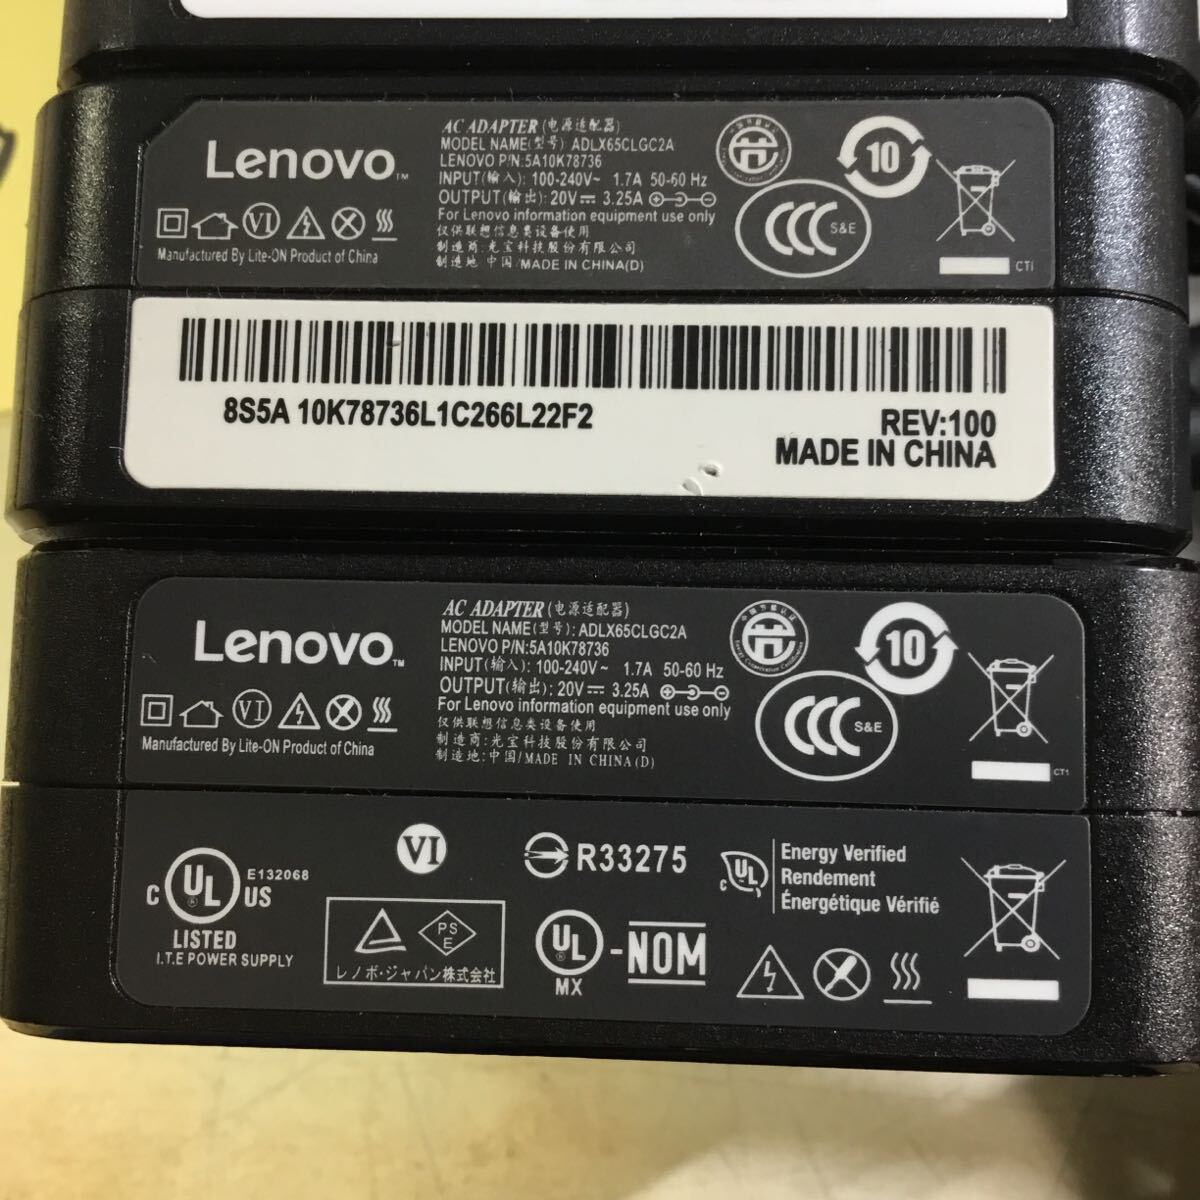 Lenovo™
AC ADAPTER (电源适配器)
MODEL NAME(型号): ADLX65CLGC2A
LENOVO P/N:5A10K78736
INPUT(输入): 100-240V~ 1.7A 50-60 Hz
OUTPUT(输出): 20V⎓ 3.25A
For Lenovo information equipment use only
仅供联想信息类设备使用
制造商:光宝科技股份有限公司
制造地:中国/MADE IN CHINA(D)
VI
Manufactured By Lite-ON Product of China
10
CCC
S&E
CTI
8S5A 10K78736L1C266L22F2
REV:100
MADE IN CHINA
Lenovo™
AC ADAPTER (电源适配器)
MODEL NAME(型号): ADLX65CLGC2A
LENOVO P/N:5A10K78736
INPUT(输入): 100-240V~ 1.7A 50-60 Hz
OUTPUT(输出): 20V⎓ 3.25A
For Lenovo information equipment use only
仅供联想信息类设备使用
制造商:光宝科技股份有限公司
制造地:中国/MADE IN CHINA(D)
VI
Manufactured By Lite-ON Product of China
10
CCC
S&E
CT1
C UL US
E132068
LISTED
I.T.E POWER SUPPLY
VI
PS
E
レノボ・ジャパン株式会社
R33275
UL
-NOM
MX
C UL
Energy Verified
Rendement
Énergétique Vérifié